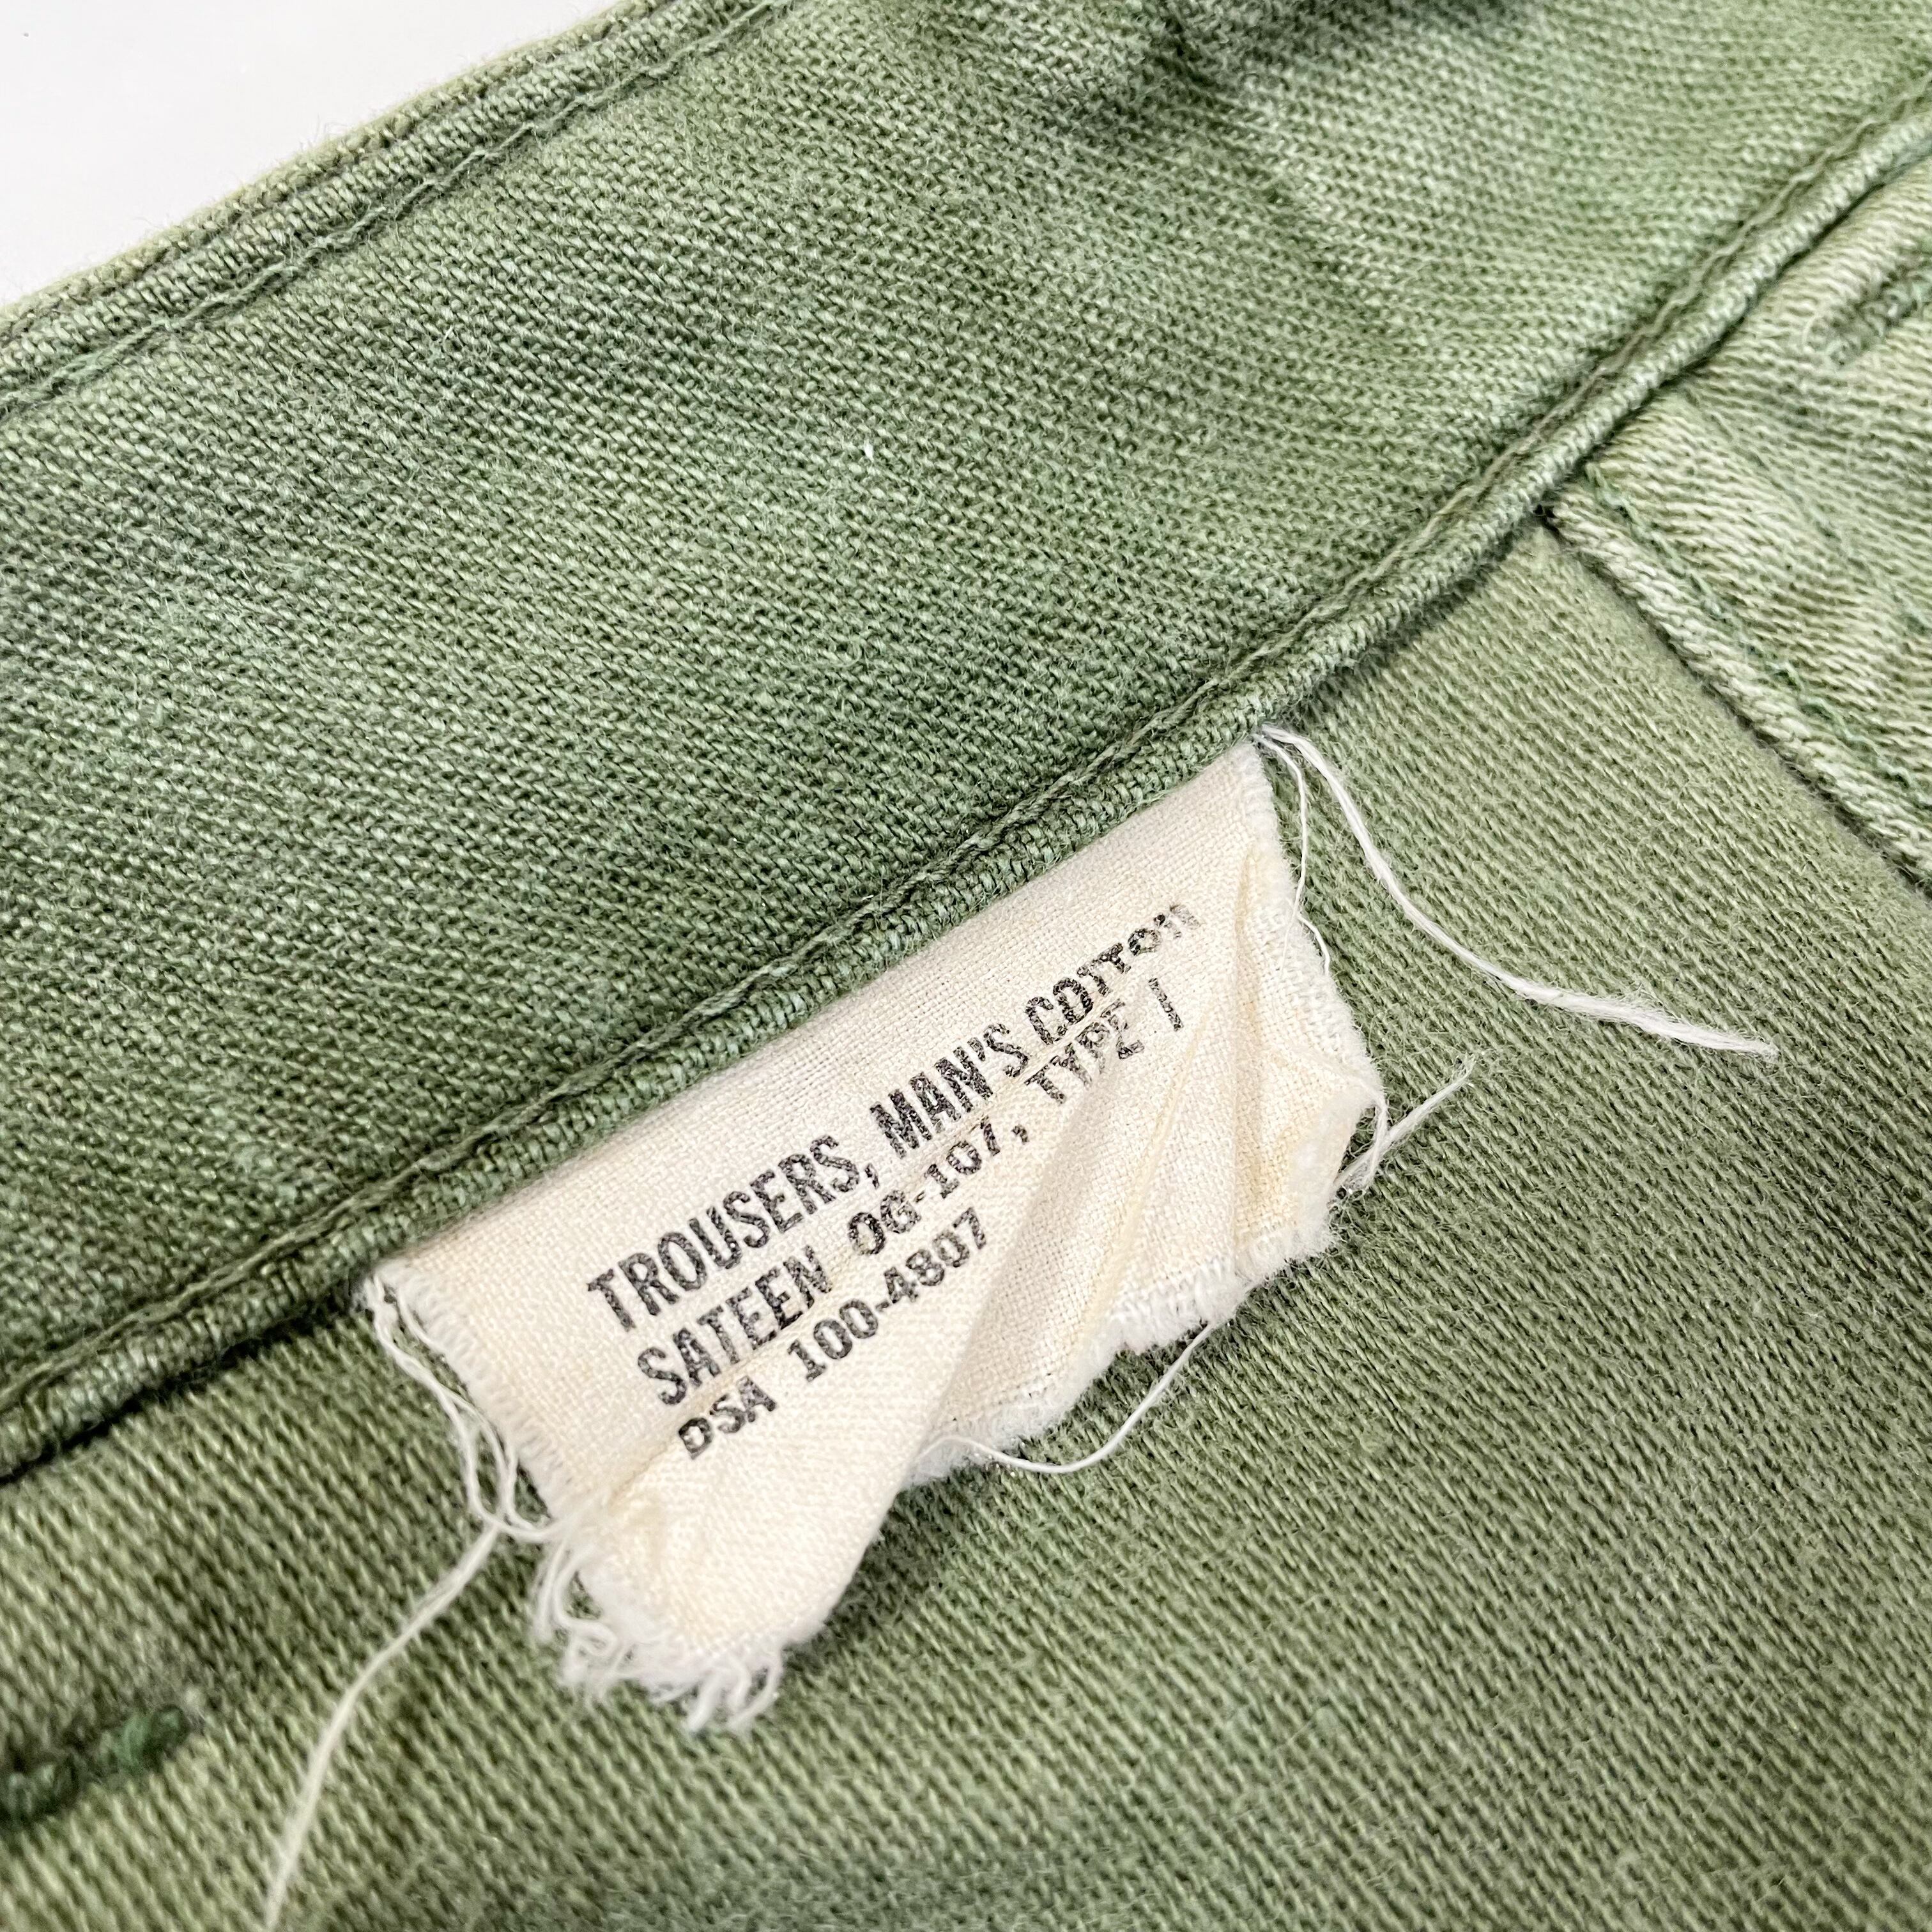 TROUSERS, MAN'S COTTON
SATEEN OG-107, TYPE I
DSA 100-4807